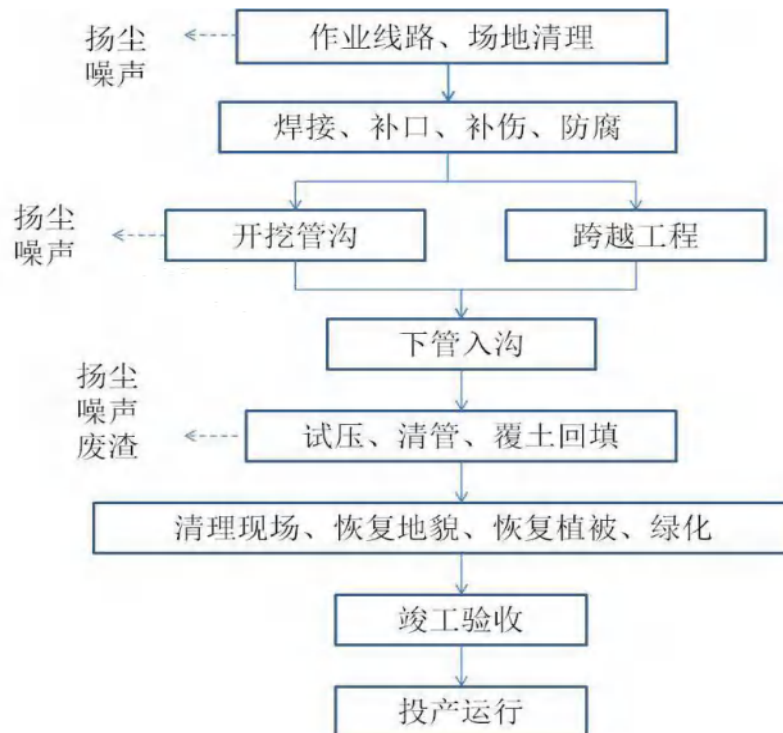 扬尘
噪声
作业线路、场地清理
焊接、补口、补伤、防腐
扬尘
噪声
开挖管沟
跨越工程
下管入沟
扬尘
噪声
废渣
试压、清管、覆土回填
清理现场、恢复地貌、恢复植被、绿化
竣工验收
投产运行